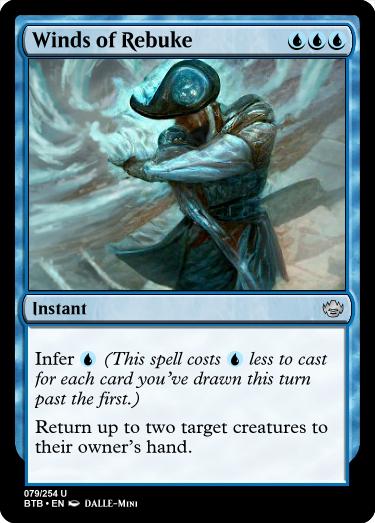 Winds of Rebuke
Instant
Infer (This spell costs less to cast
for each card you've drawn this turn
past the first.)
Return up to two target creatures to
their owner's hand.
079/254 U
BTB • EN DALLE-Mini